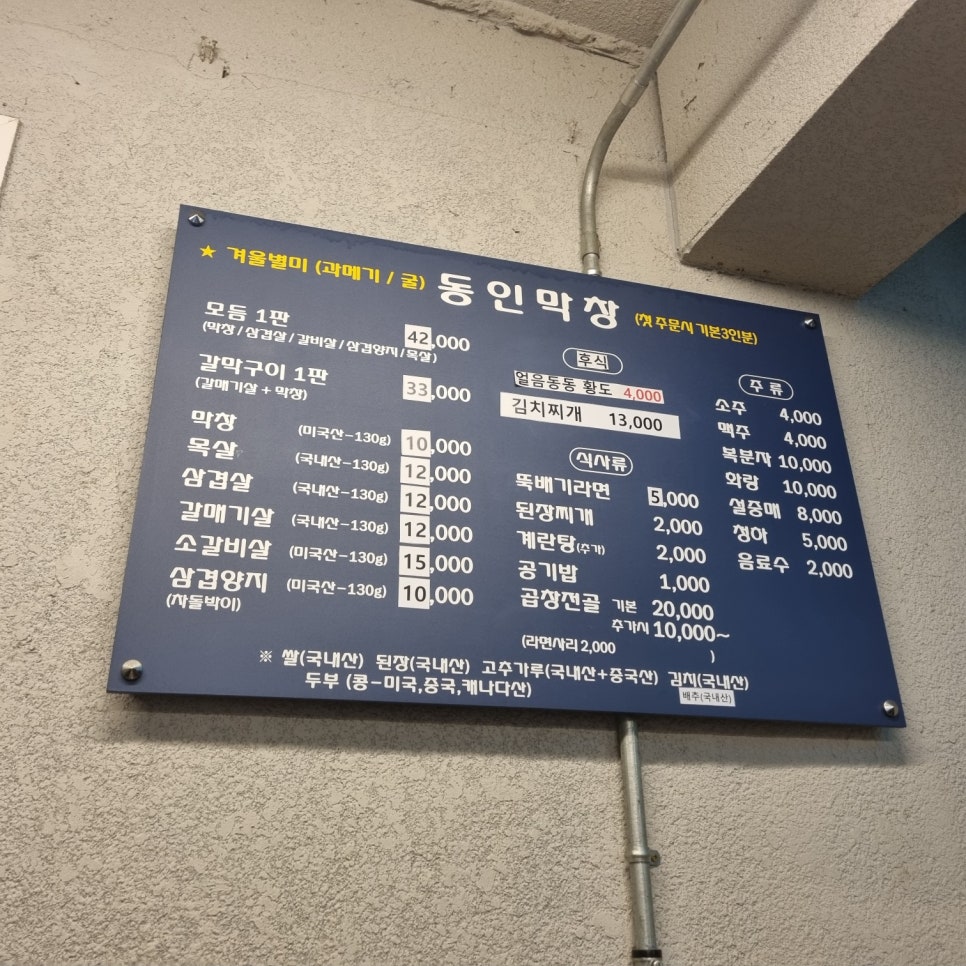 ★ 겨울별미 (과메기 / 굴) 동인막창 (첫주문시 기본3인분)
모듬 1판 42,000
(막창 / 삼겹살 / 갈비살 / 삼겹양지 / 목살)
갈막구이 1판 33,000
(갈매기살 + 막창)
막창 (미국산-130g) 10,000
목살 (국내산-130g) 12,000
삼겹살 (국내산-130g) 12,000
갈매기살 (국내산-130g) 12,000
소갈비살 (미국산-130g) 15,000
삼겹양지 (미국산-130g) 10,000
(차돌박이)
후식
얼음동동 황도 4,000
김치찌개 13,000
식사류
뚝배기라면 5,000
된장찌개 2,000
계란탕(추가) 2,000
공기밥 1,000
곱창전골 기본 20,000
추가시 10,000~
(라면사리 2,000 )
주류
소주 4,000
맥주 4,000
복분자 10,000
화랑 10,000
설중매 8,000
청하 5,000
음료수 2,000
※ 쌀(국내산) 된장(국내산) 고추가루(국내산+중국산) 김치(국내산)
두부 (콩-미국,중국,캐나다산) 배추(국내산)